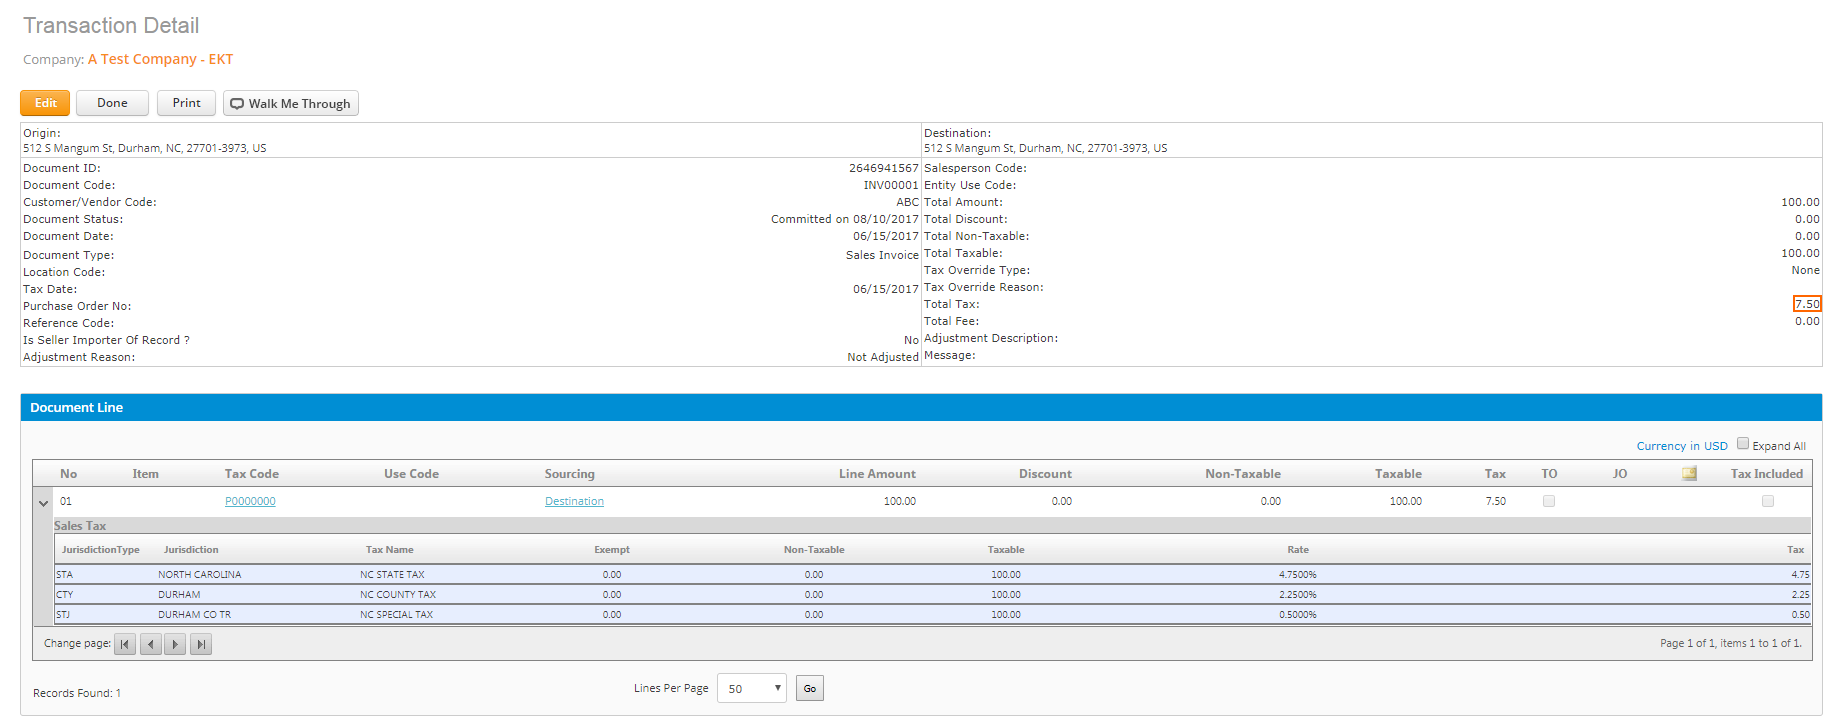 Transaction Detail
Company: A Test Company - EKT
Edit Done Print Walk Me Through
Origin:
512 S Mangum St, Durham, NC, 27701-3973, US
Destination:
512 S Mangum St, Durham, NC, 27701-3973, US
Document ID: 2646941567
Document Code: INV00001
Customer/Vendor Code: ABC
Document Status: Committed on 08/10/2017
Document Date: 06/15/2017
Document Type: Sales Invoice
Location Code:
Tax Date: 06/15/2017
Purchase Order No:
Reference Code:
Is Seller Importer Of Record ? No
Adjustment Reason: Not Adjusted
Salesperson Code:
Entity Use Code:
Total Amount: 100.00
Total Discount: 0.00
Total Non-Taxable: 0.00
Total Taxable: 100.00
Tax Override Type: None
Tax Override Reason:
Total Tax: 7.50
Total Fee: 0.00
Adjustment Description:
Message:
Document Line
Currency in USD Expand All
No Item Tax Code Use Code Sourcing Line Amount Discount Non-Taxable Taxable Tax TO JO Tax Included
01 P0000000 Destination 100.00 0.00 0.00 100.00 7.50
Sales Tax
JurisdictionType Jurisdiction Tax Name Exempt Non-Taxable Taxable Rate Tax
STA NORTH CAROLINA NC STATE TAX 0.00 0.00 100.00 4.7500% 4.75
CTY DURHAM NC COUNTY TAX 0.00 0.00 100.00 2.2500% 2.25
STJ DURHAM CO TR NC SPECIAL TAX 0.00 0.00 100.00 0.5000% 0.50
Change page: Page 1 of 1, items 1 to 1 of 1.
Records Found: 1 Lines Per Page 50 Go